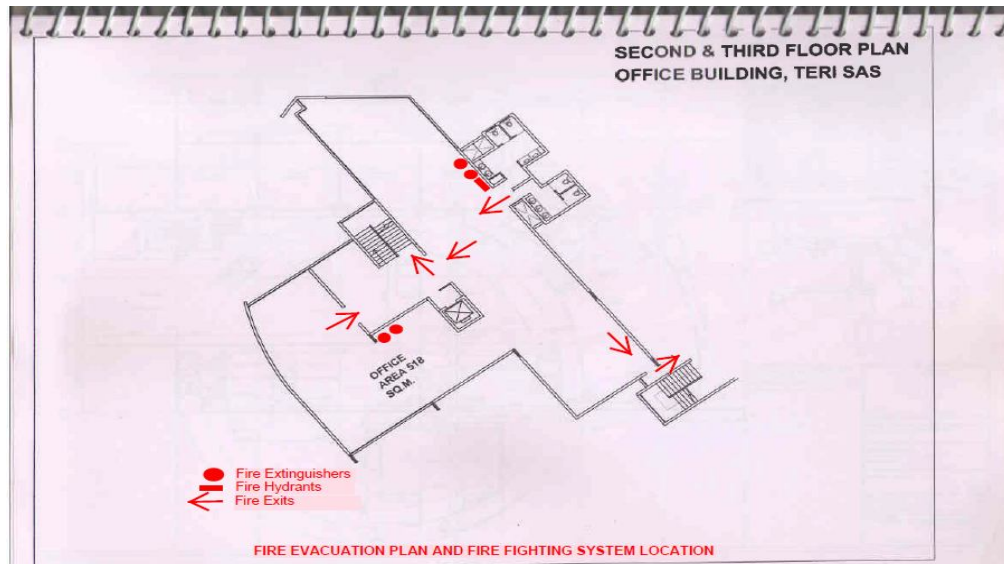 SECOND & THIRD FLOOR PLAN
OFFICE BUILDING, TERI SAS
OFFICE
AREA 518
SQ.M.
Fire Extinguishers
Fire Hydrants
Fire Exits
FIRE EVACUATION PLAN AND FIRE FIGHTING SYSTEM LOCATION